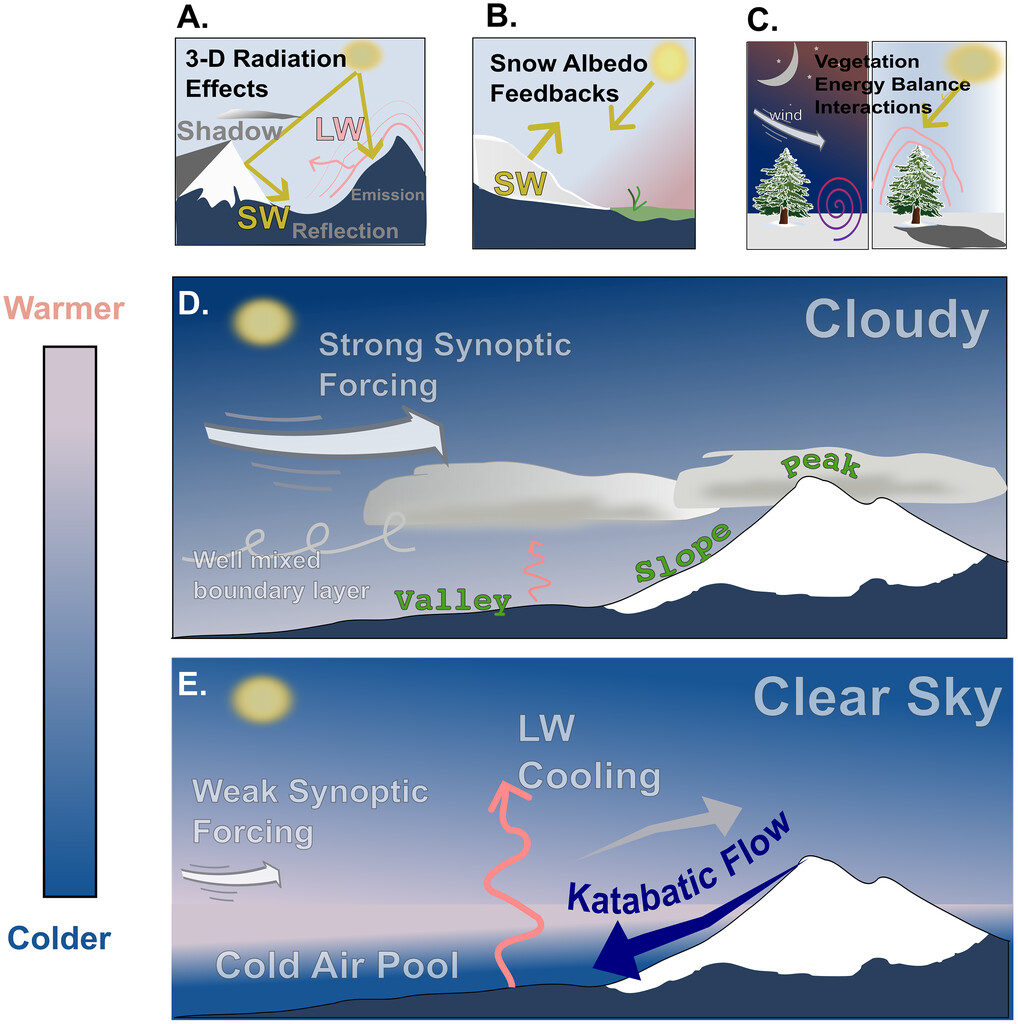 A.
3-D Radiation
Effects
Shadow
LW
SW
Emission
Reflection
B.
Snow Albedo
Feedbacks
SW
C.
Vegetation
Energy Balance
Interactions
wind
Warmer
Colder
D.
Cloudy
Strong Synoptic
Forcing
Peak
Slope
Well mixed
boundary layer
Valley
E.
Clear Sky
LW
Cooling
Weak Synoptic
Forcing
Katabatic Flow
Cold Air Pool